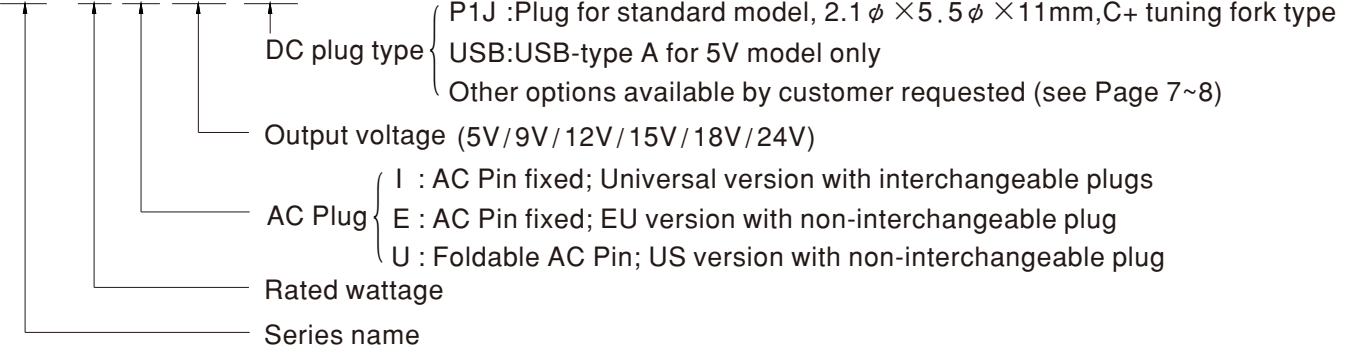 P1J :Plug for standard model, 2.1φ×5.5φ×11mm,C+ tuning fork type
DC plug type
USB:USB-type A for 5V model only
Other options available by customer requested (see Page 7~8)
Output voltage (5V/9V/12V/15V/18V/24V)
I : AC Pin fixed; Universal version with interchangeable plugs
AC Plug
E : AC Pin fixed; EU version with non-interchangeable plug
U : Foldable AC Pin; US version with non-interchangeable plug
Rated wattage
Series name